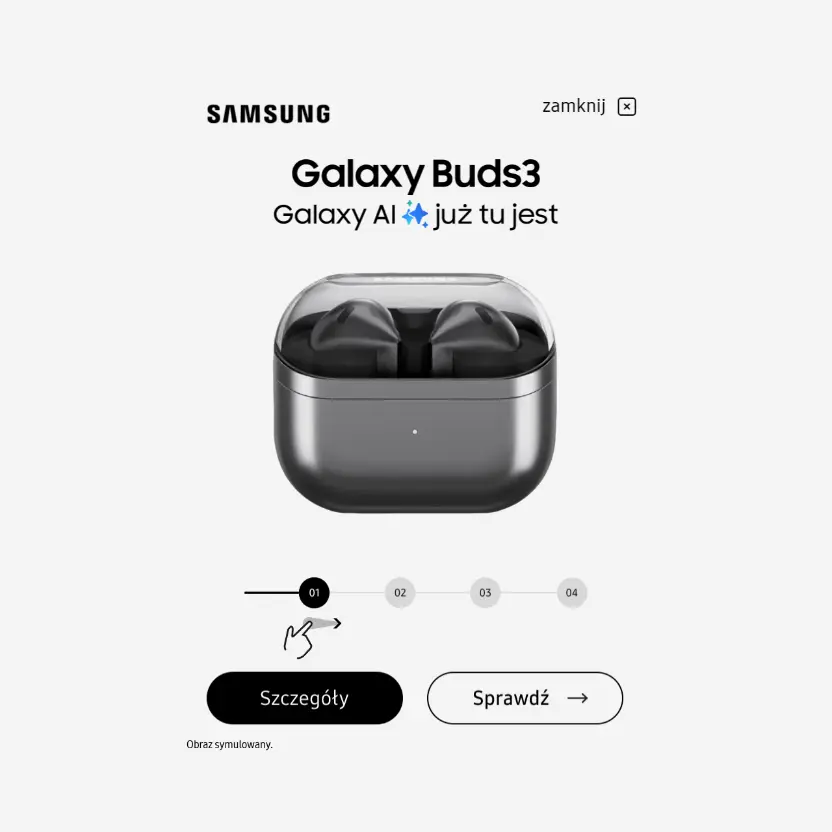 SAMSUNG
zamknij
Galaxy Buds3
Galaxy AI już tu jest
01 02 03 04
Szczegóły
Sprawdź
Obraz symulowany.